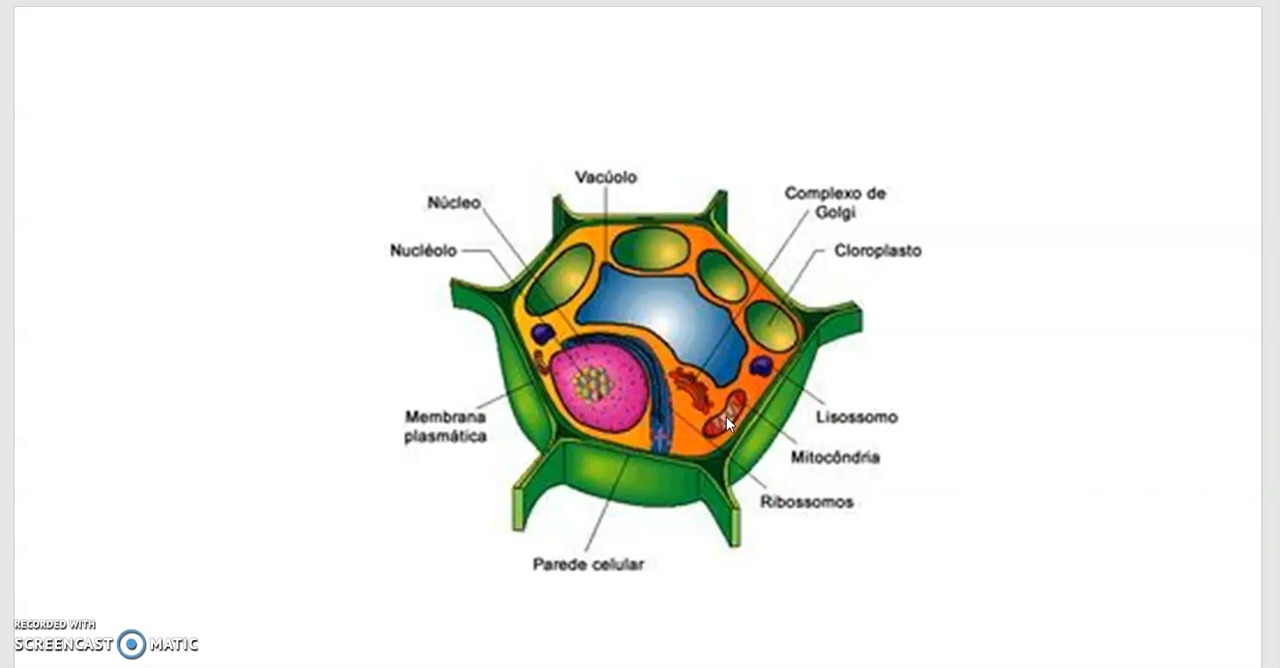 Vacúolo
Núcleo
Nucléolo
Complexo de
Golgi
Cloroplasto
Membrana
plasmática
Lisossomo
Mitocôndria
Ribossomos
Parede celular
RECORDED WITH
SCREENCAST MATIC